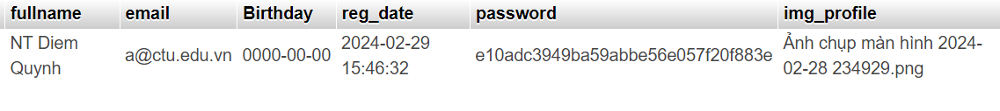 fullname email Birthday reg_date password img_profile
NT Diem Quynh a@ctu.edu.vn 0000-00-00 2024-02-29 15:46:32 e10adc3949ba59abbe56e057f20f883e Ảnh chụp màn hình 2024-02-28 234929.png